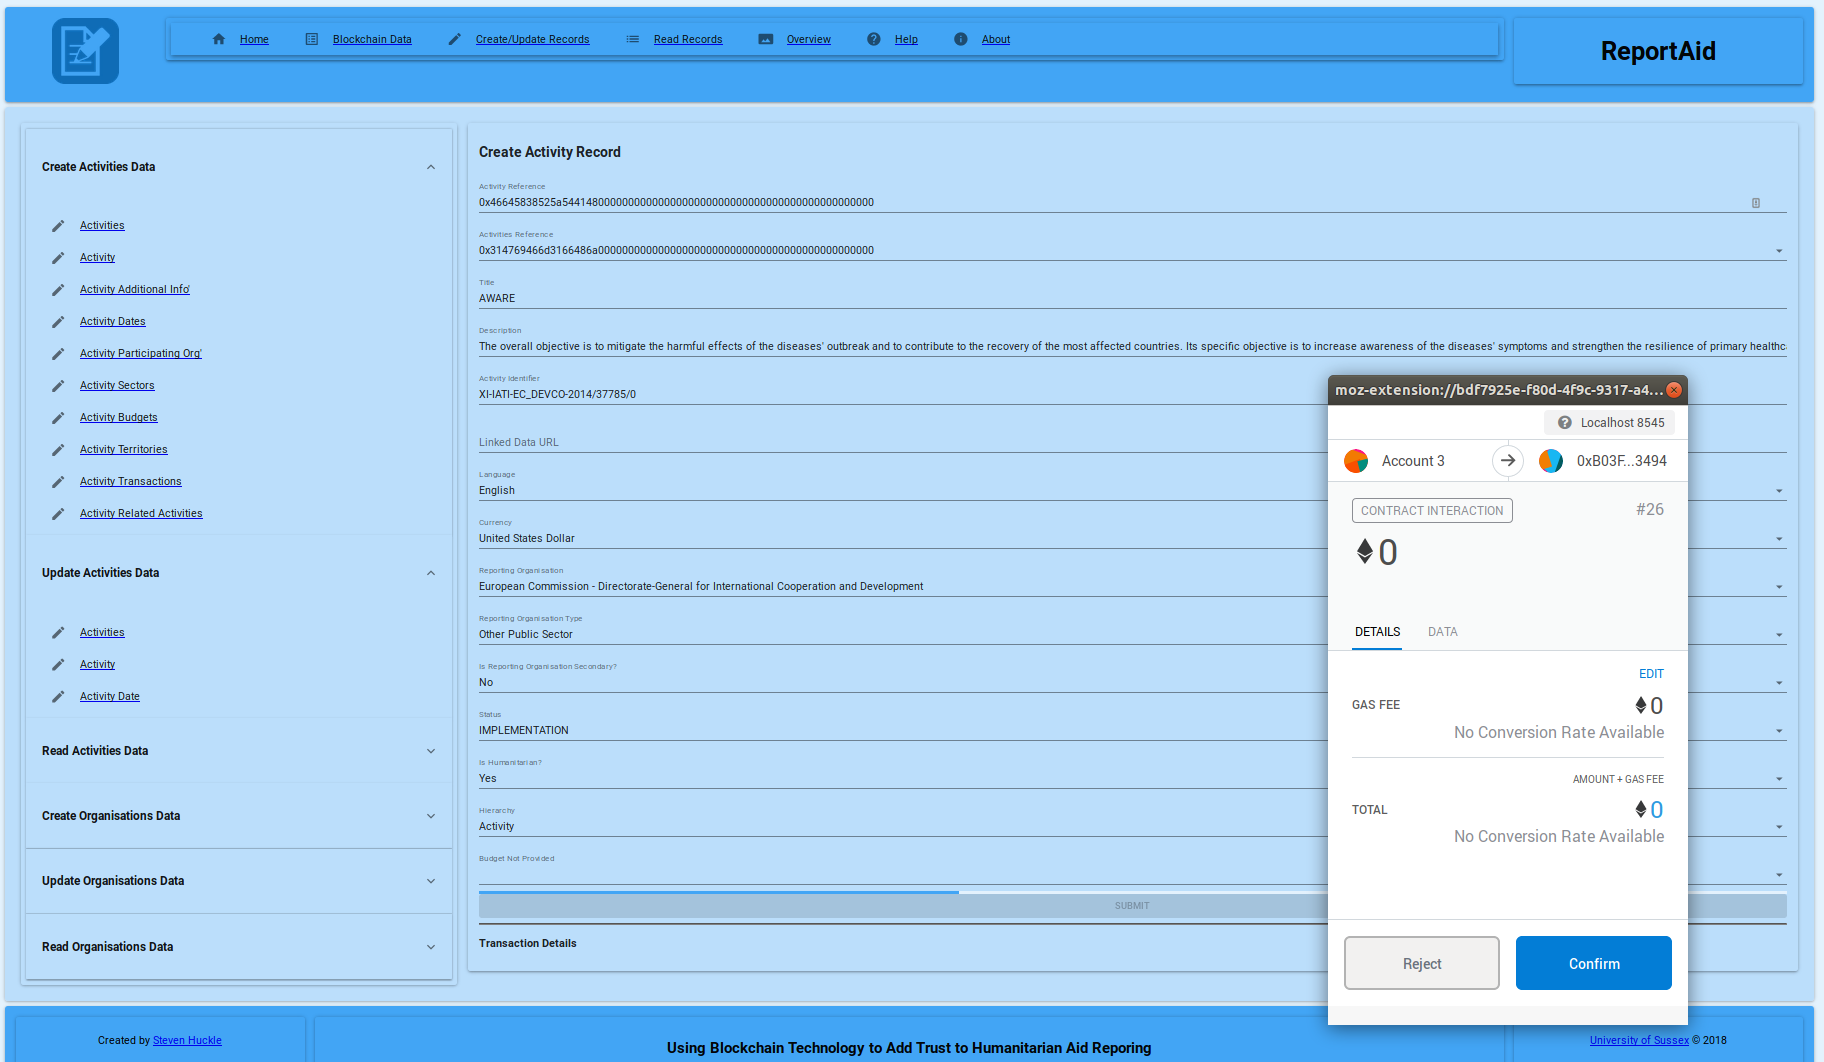 Home
Blockchain Data
Create/Update Records
Read Records
Overview
Help
About
ReportAid
Create Activities Data
Activities
Activity
Activity Additional Info'
Activity Dates
Activity Participating Org'
Activity Sectors
Activity Budgets
Activity Territories
Activity Transactions
Activity Related Activities
Update Activities Data
Activities
Activity
Activity Date
Read Activities Data
Create Organisations Data
Update Organisations Data
Read Organisations Data
Create Activity Record
Activity Reference
Activities Reference
Title
AWARE
Description
The overall objective is to mitigate the harmful effects of the diseases' outbreak and to contribute to the recovery of the most affected countries. Its specific objective is to increase awareness of the diseases' symptoms and strengthen the resilience of primary healthc
Activity Identifier
XI-IATI-EC_DEVCO-2014/37785/0
Linked Data URL
Language
English
Currency
United States Dollar
Reporting Organisation
European Commission - Directorate-General for International Cooperation and Development
Reporting Organisation Type
Other Public Sector
Is Reporting Organisation Secondary?
No
Status
IMPLEMENTATION
Is Humanitarian?
Yes
Hierarchy
Activity
Budget Not Provided
SUBMIT
Transaction Details
moz-extension://bdf7925e-f80d-4f9c-9317-a4...
Localhost 8545
Account 3
0xB03F...3494
CONTRACT INTERACTION
#26
0
DETAILS
DATA
EDIT
GAS FEE
0
No Conversion Rate Available
AMOUNT + GAS FEE
TOTAL
0
No Conversion Rate Available
Reject
Confirm
Created by Steven Huckle
Using Blockchain Technology to Add Trust to Humanitarian Aid Reporing
University of Sussex © 2018